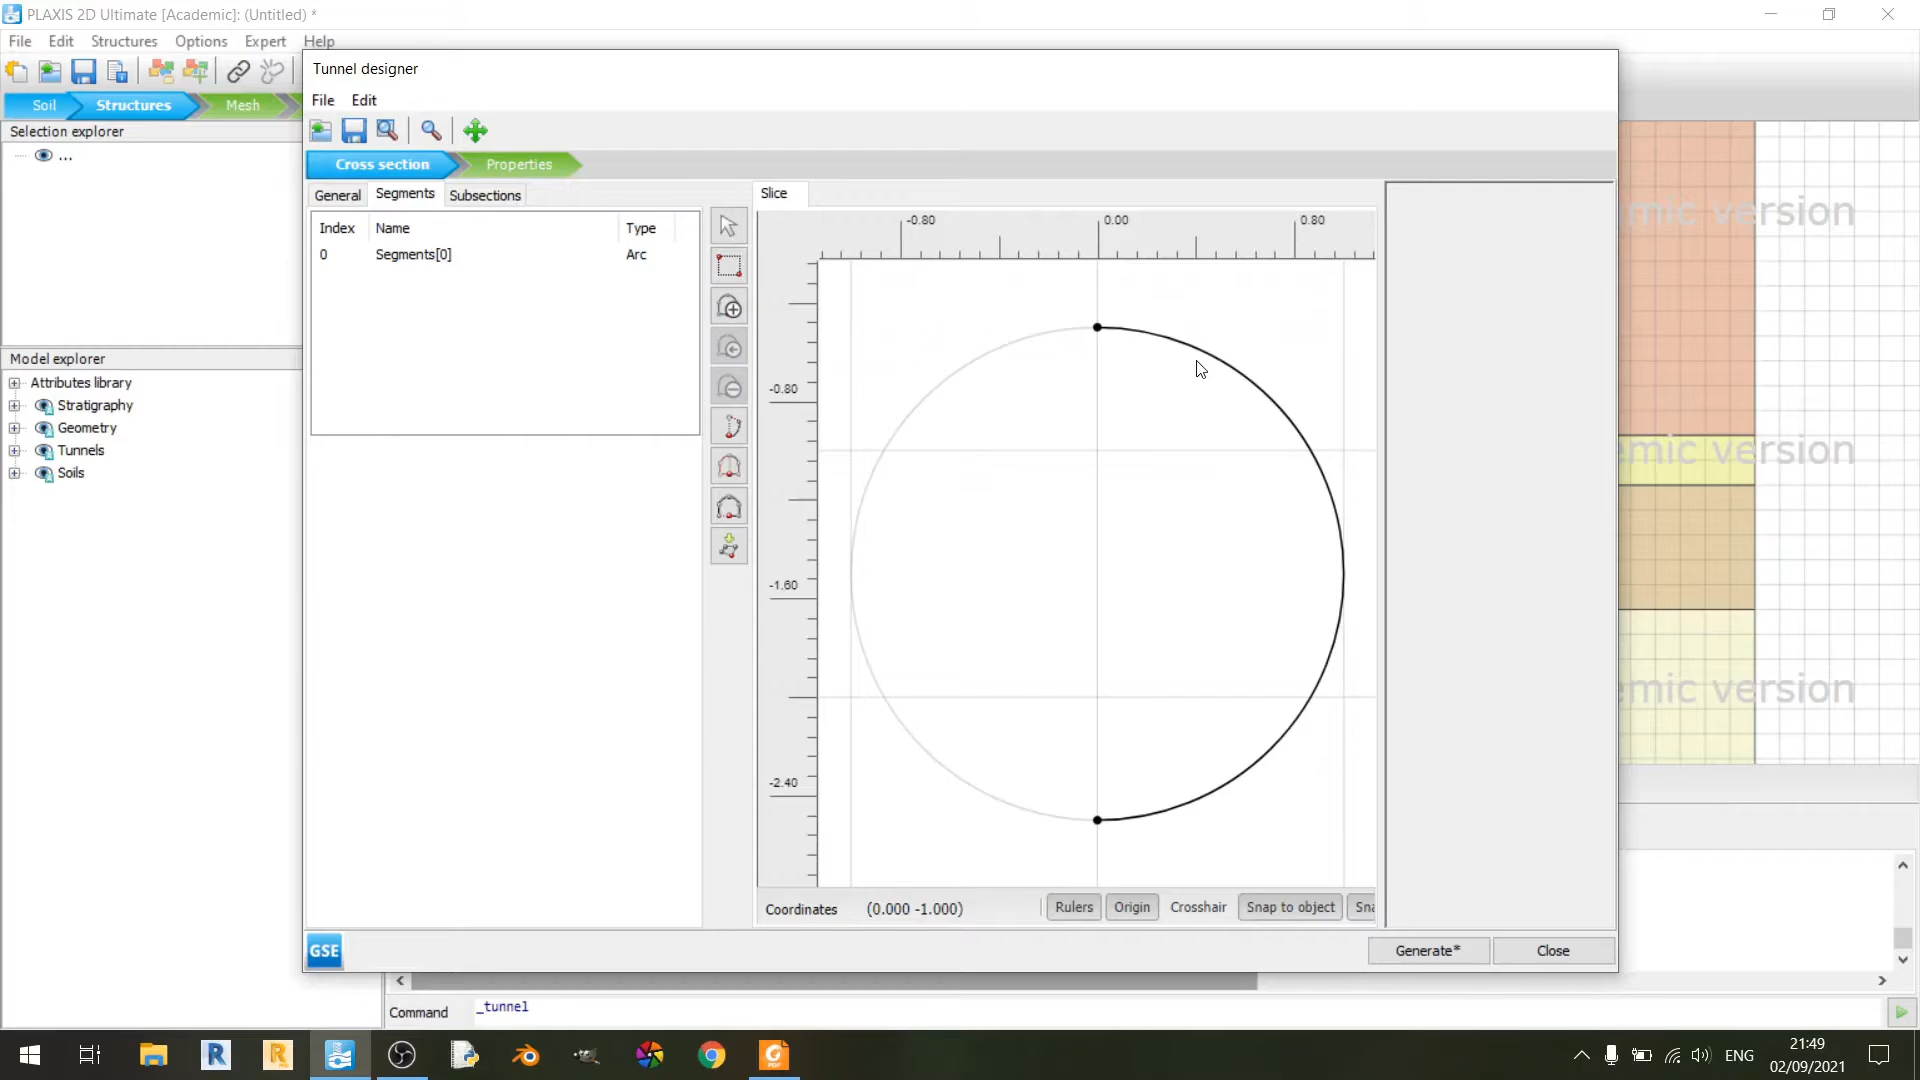 PLAXIS 2D Ultimate [Academic]: (Untitled) *
File Edit Structures Options Expert Help
Soil Structures Mesh
Selection explorer
...
Model explorer
Attributes library
Stratigraphy
Geometry
Tunnels
Soils
Tunnel designer
File Edit
Cross section Properties
General Segments Subsections
Index Name Type
0 Segments[0] Arc
Slice
-0.80 0.00 0.80
-0.80
-1.60
-2.40
Coordinates (0.000 -1.000) Rulers Origin Crosshair Snap to object Sna
GSE Generate* Close
emic version
emic version
emic version
Command _tunnel
R R
ENG
21:49
02/09/2021